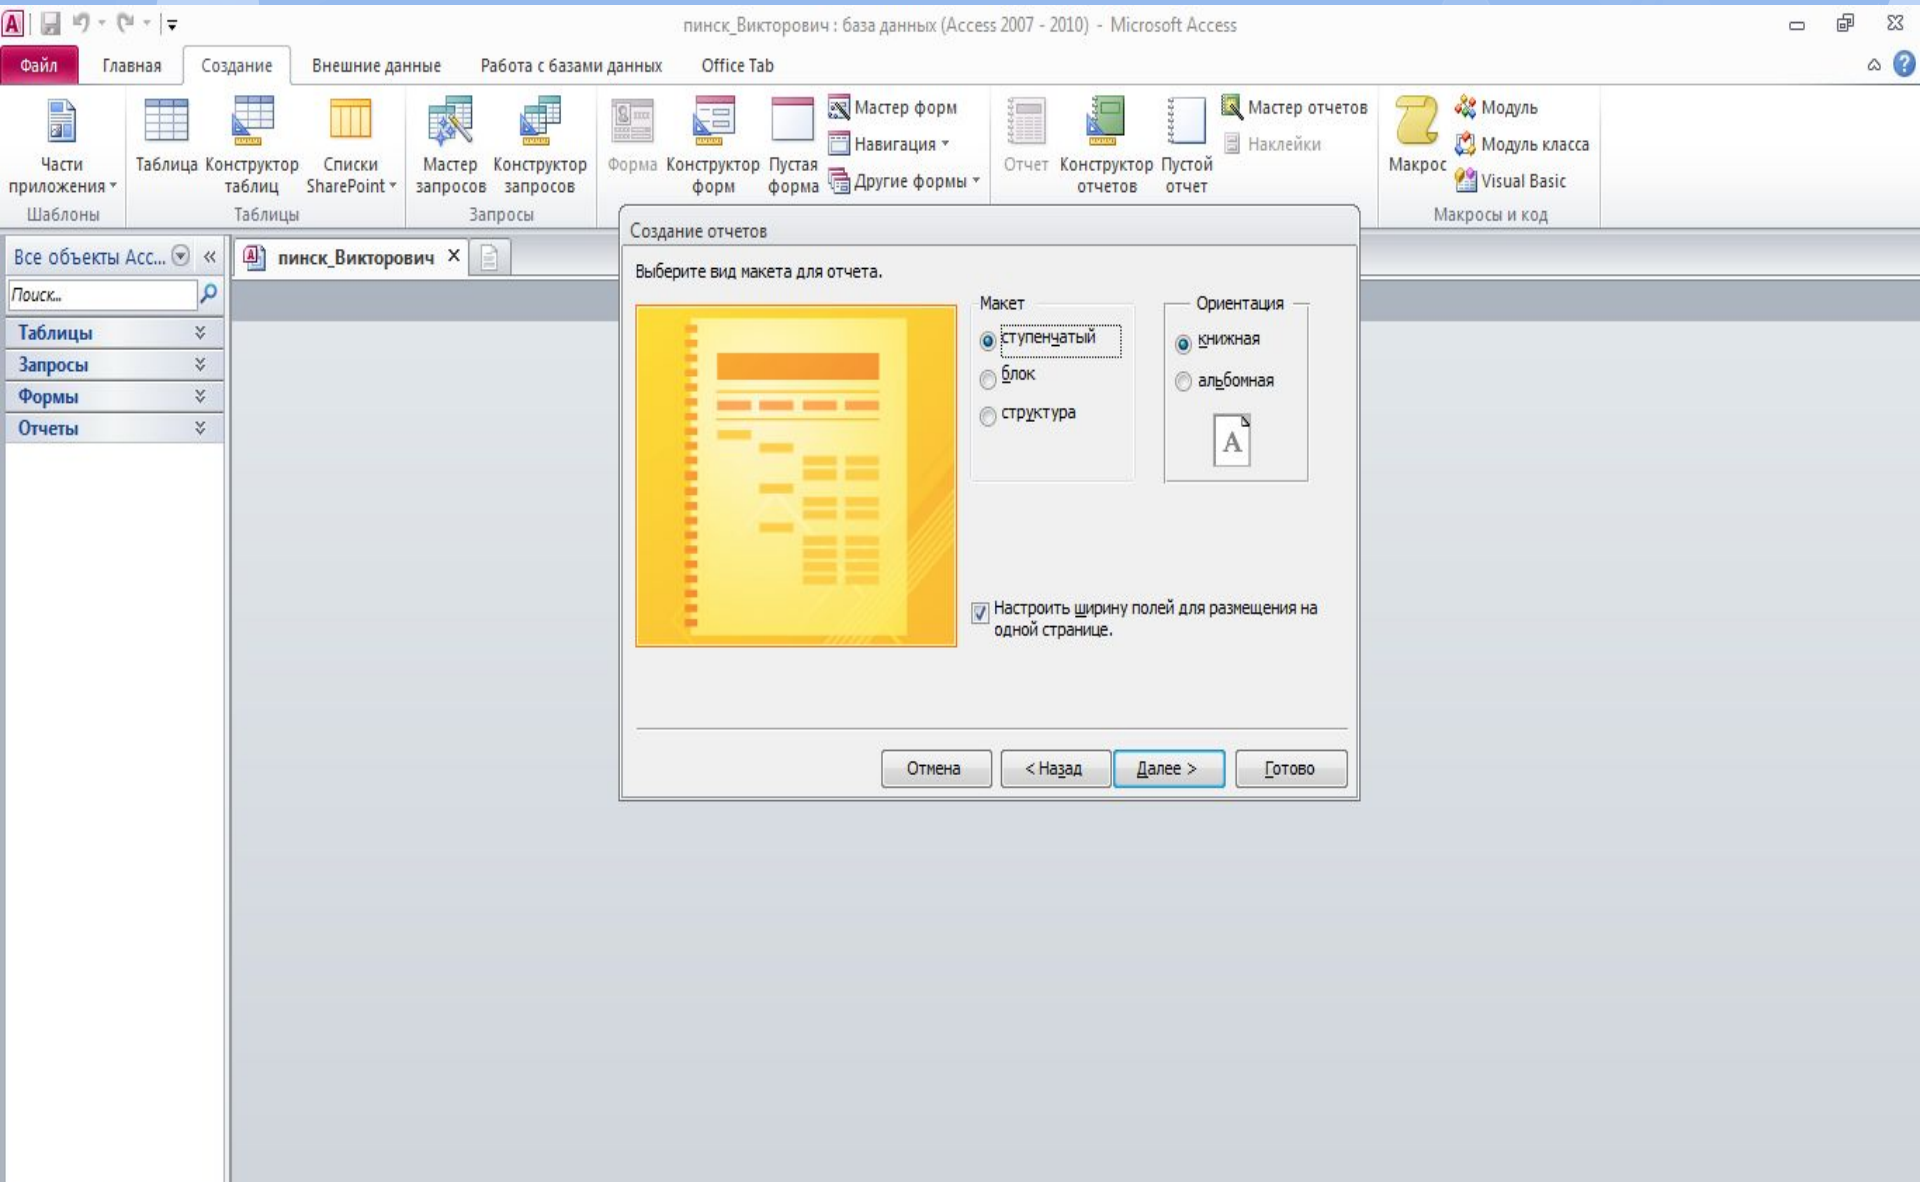 пинск_Викторович : база данных (Access 2007 - 2010) - Microsoft Access
Файл Главная Создание Внешние данные Работа с базами данных Office Tab
Части приложения
Таблица
Конструктор таблиц
Списки SharePoint
Мастер запросов
Конструктор запросов
Форма
Конструктор форм
Пустая форма
Мастер форм
Навигация
Другие формы
Отчет
Конструктор отчетов
Пустой отчет
Мастер отчетов
Наклейки
Макрос
Модуль
Модуль класса
Visual Basic
Шаблоны Таблицы Запросы Макросы и код
Все объекты Acc...
Поиск...
Таблицы
Запросы
Формы
Отчеты
пинск_Викторович
Создание отчетов
Выберите вид макета для отчета.
Макет
ступенчатый
блок
структура
Ориентация
книжная
альбомная
A
Настроить ширину полей для размещения на
одной странице.
Отмена < Назад Далее > Готово